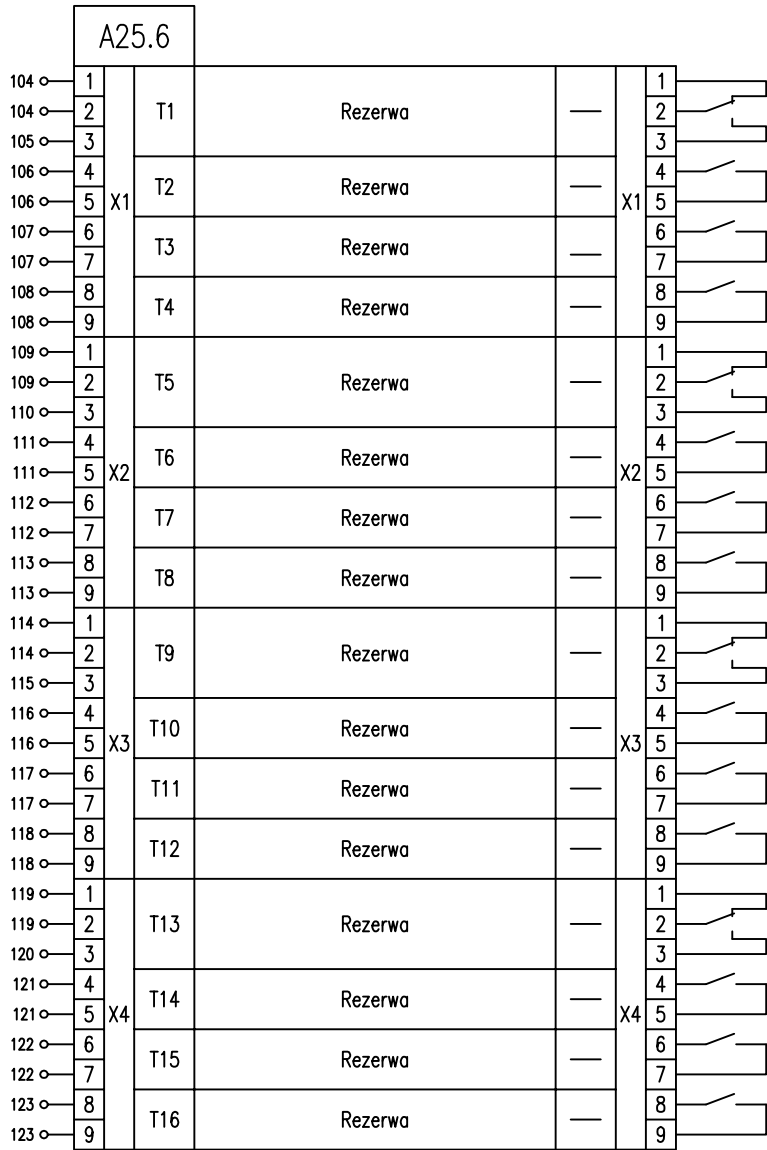 A25.6
104 1 1
104 2 T1 Rezerwa — 2
105 3 3
106 4 4
T2 Rezerwa —
106 5 X1 X1 5
107 6 6
T3 Rezerwa —
107 7 7
108 8 8
T4 Rezerwa —
108 9 9
109 1 1
109 2 T5 Rezerwa — 2
110 3 3
111 4 4
T6 Rezerwa —
111 5 X2 X2 5
112 6 6
T7 Rezerwa —
112 7 7
113 8 8
T8 Rezerwa —
113 9 9
114 1 1
114 2 T9 Rezerwa — 2
115 3 3
116 4 4
T10 Rezerwa —
116 5 X3 X3 5
117 6 6
T11 Rezerwa —
117 7 7
118 8 8
T12 Rezerwa —
118 9 9
119 1 1
119 2 T13 Rezerwa — 2
120 3 3
121 4 4
T14 Rezerwa —
121 5 X4 X4 5
122 6 6
T15 Rezerwa —
122 7 7
123 8 8
T16 Rezerwa —
123 9 9